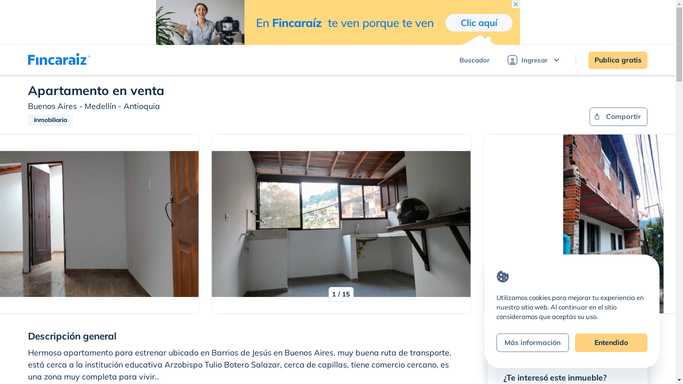 En Fincaraíz te ven porque te ven
Clic aquí
Fincaraiz
Buscador
Ingresar
Publica gratis
Apartamento en venta
Buenos Aires - Medellín - Antioquia
Inmobiliaria
Compartir
1 / 15
Utilizamos cookies para mejorar tu experiencia en
nuestro sitio web. Al continuar en el sitio
consideramos que aceptas su uso.
Más información
Entendido
Descripción general
Hermoso apartamento para estrenar ubicado en Barrios de Jesús en Buenos Aires, muy buena ruta de transporte,
está cerca a la institución educativa Arzobispo Tulio Botero Salazar, cerca de capillas, tiene comercio cercano, es
una zona muy completa para vivir..
¿Te interesó este inmueble?